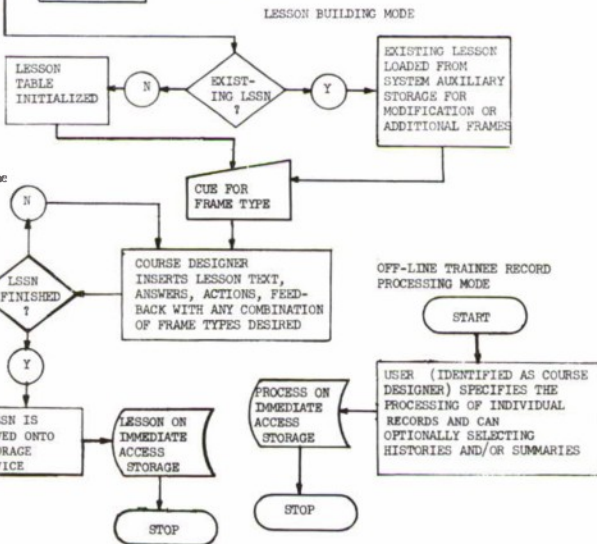 LESSON BUILDING MODE
LESSON
TABLE
INITIALIZED
N
EXIST-
ING LSSN
?
Y
EXISTING LESSON
LOADED FROM
SYSTEM AUXILIARY
STORAGE FOR
MODIFICATION OR
ADDITIONAL FRAMES
CUE FOR
FRAME TYPE
N
LSSN
FINISHED
?
COURSE DESIGNER
INSERTS LESSON TEXT,
ANSWERS, ACTIONS, FEED-
BACK WITH ANY COMBINATION
OF FRAME TYPES DESIRED
Y
LESSON ON
IMMEDIATE
ACCESS
STORAGE
STOP
OFF-LINE TRAINEE RECORD
PROCESSING MODE
START
USER (IDENTIFIED AS COURSE
DESIGNER) SPECIFIES THE
PROCESSING OF INDIVIDUAL
RECORDS AND CAN
OPTIONALLY SELECTING
HISTORIES AND/OR SUMMARIES
PROCESS ON
IMMEDIATE
ACCESS
STORAGE
STOP
IS
ONTO